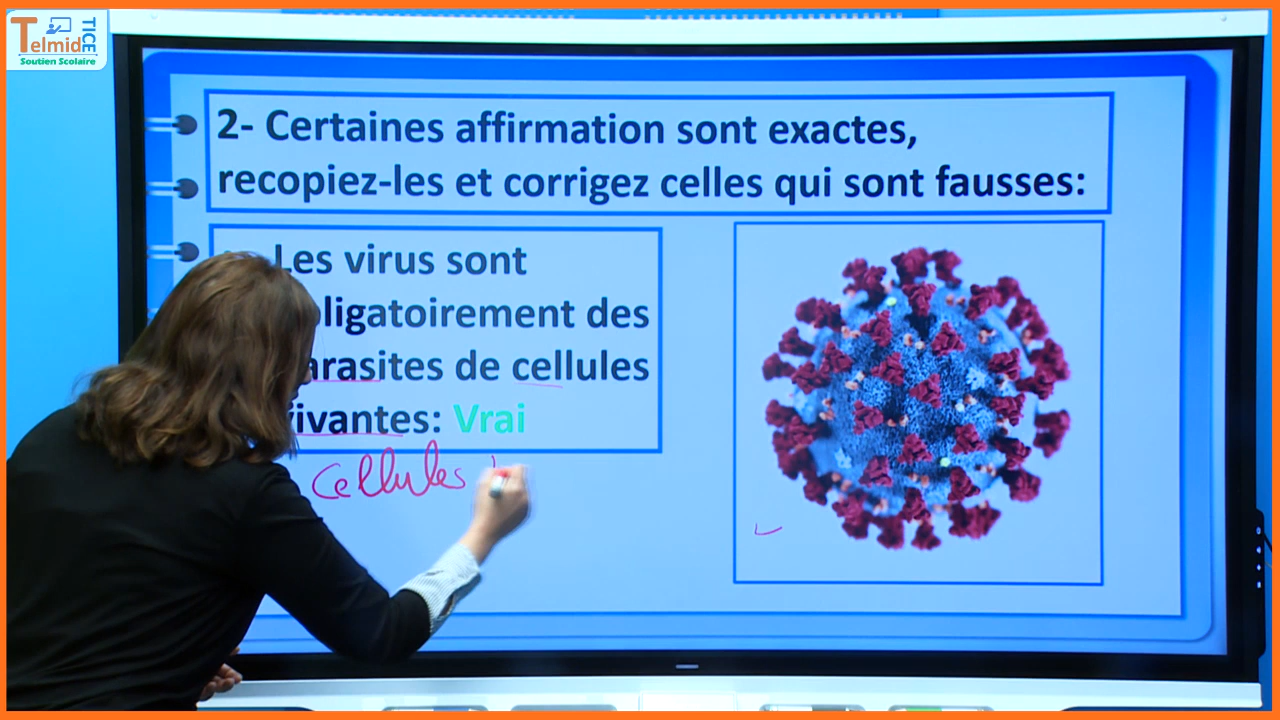 Telmid TICE
Soutien Scolaire
2- Certaines affirmation sont exactes,
recopiez-les et corrigez celles qui sont fausses:
Les virus sont
ligatoirement des
arasites de cellules
ivantes: Vrai
Cellules